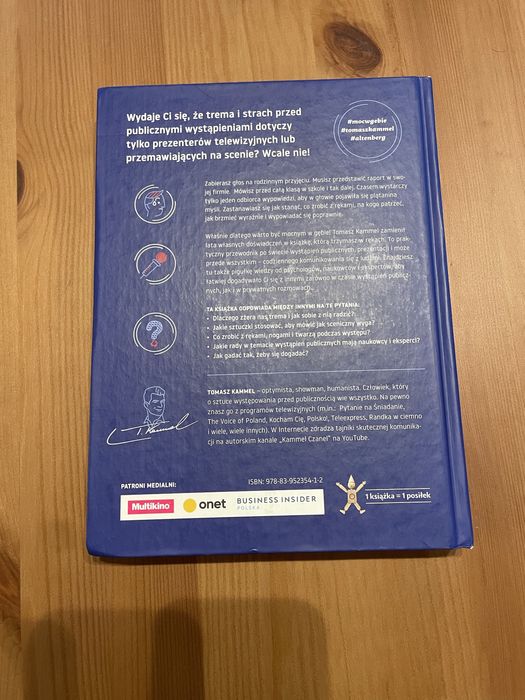 Wydaje Ci się, że trema i strach przed
publicznymi wystąpieniami dotyczy
tylko prezenterów telewizyjnych lub
przemawiających na scenie? Wcale nie!
#mocwgebie
#tomaszkammel
#altenberg
Zabierasz głos na rodzinnym przyjęciu. Musisz przedstawić raport w swo-
jej firmie. Mówisz przed całą klasą w szkole i tak dalej. Czasem wystarczy
tylko jeden odbiorca wypowiedzi, aby w głowie pojawiła się plątanina
myśli. Zastanawiasz się jak stanąć, co zrobić z rękami, na kogo patrzeć,
jak brzmieć wyraźnie i wypowiadać się poprawnie.
Właśnie dlatego warto być mocnym w gębie! Tomasz Kammel zamienił
lata własnych doświadczeń w książkę, którą trzymasz w rękach. To prak-
tyczny przewodnik po świecie wystąpień publicznych, prezentacji i może
przede wszystkim – codziennego komunikowania się z ludźmi. Znajdziesz
tu także pigułkę wiedzy od psychologów, naukowców i ekspertów, aby
łatwiej dogadywało Ci się z innymi zarówno w czasie wystąpień publicz-
nych, jak i w prywatnych rozmowach.
TA KSIĄŻKA ODPOWIADA MIĘDZY INNYMI NA TE PYTANIA:
• Dlaczego zżera nas trema i jak sobie z nią radzić?
• Jakie sztuczki stosować, aby mówić jak sceniczny wyga?
• Co zrobić z rękami, nogami i twarzą podczas występu?
• Jakie rady w temacie wystąpień publicznych mają naukowcy i eksperci?
• Jak gadać tak, żeby się dogadać?
TOMASZ KAMMEL – optymista, showman, humanista. Człowiek, który
o sztuce występowania przed publicznością wie wszystko. Na pewno
znasz go z programów telewizyjnych (m.in.: Pytanie na Śniadanie,
The Voice of Poland, Kocham Cię, Polsko!, Teleexpress, Randka w ciemno
i wiele, wiele innych). W Internecie zdradza tajniki skutecznej komunika-
cji na autorskim kanale „Kammel Czanel” na YouTube.
T. Kammel
PATRONI MEDIALNI:
ISBN: 978-83-952354-1-2
Multikino
onet
BUSINESS INSIDER
POLSKA
1 książka = 1 posiłek